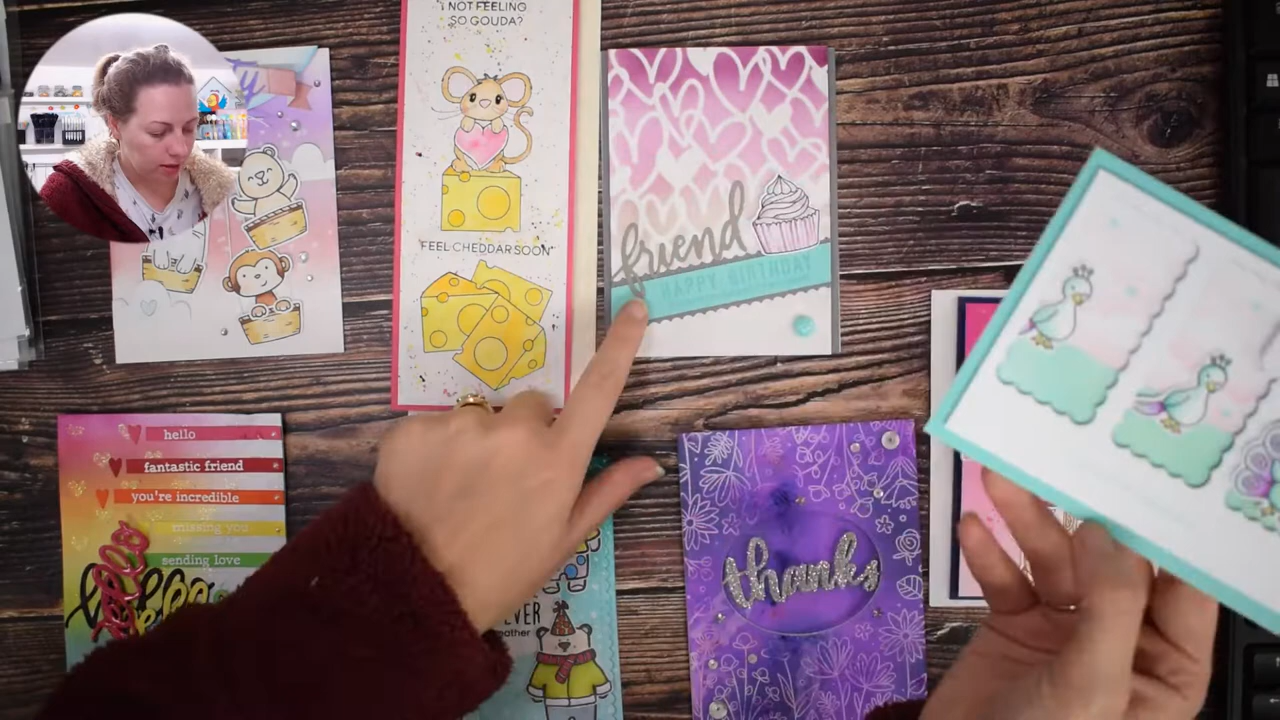 NOT FEELING
SO GOUDA?
FEEL CHEDDAR SOON
friend
HAPPY BIRTHDAY
hello
fantastic friend
you're incredible
missing you
sending love
hello
thanks